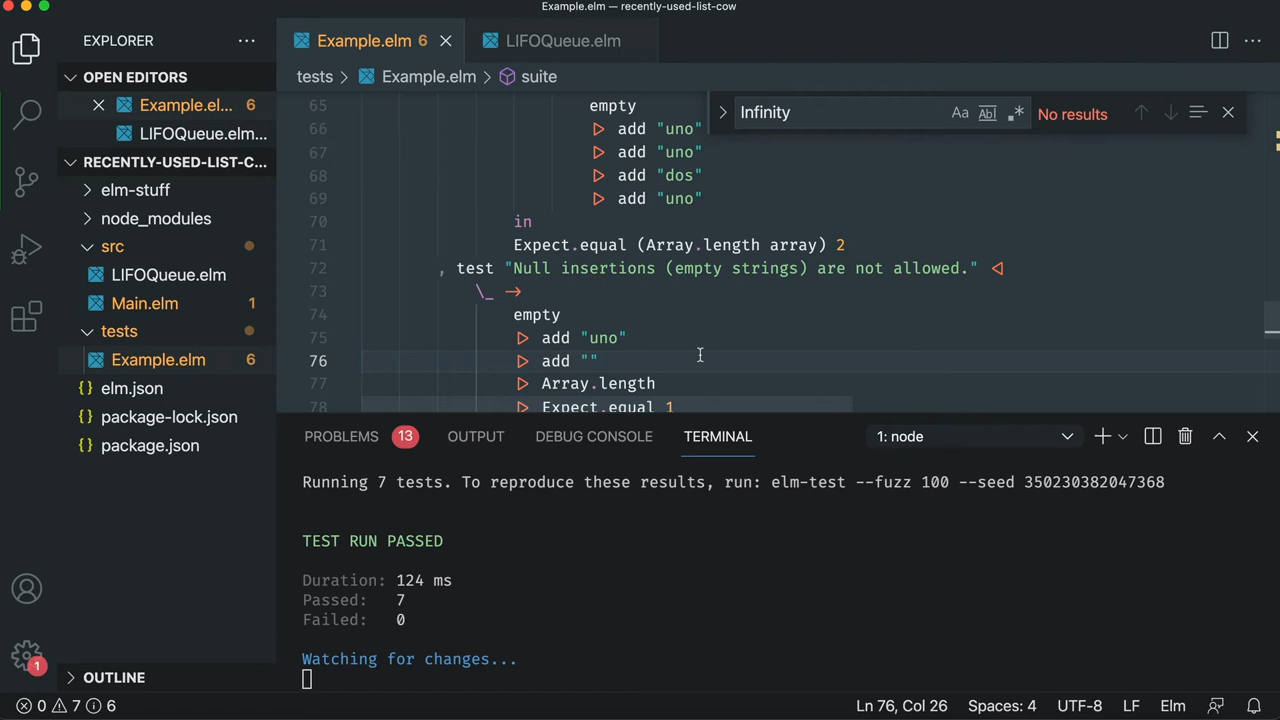 Example.elm — recently-used-list-cow
EXPLORER
Example.elm 6
LIFOQueue.elm
OPEN EDITORS
Example.el... 6
LIFOQueue.elm...
RECENTLY-USED-LIST-C...
elm-stuff
node_modules
src
LIFOQueue.elm
Main.elm 1
tests
Example.elm 6
elm.json
package-lock.json
package.json
OUTLINE
tests > Example.elm > suite
Infinity
Aa Abl .*
No results
65 empty
66 ▷ add "uno"
67 ▷ add "uno"
68 ▷ add "dos"
69 ▷ add "uno"
70 in
71 Expect.equal (Array.length array) 2
72 , test "Null insertions (empty strings) are not allowed." ◁
73 \_ →
74 empty
75 ▷ add "uno"
76 ▷ add ""
77 ▷ Array.length
78 ▷ Expect.equal 1
PROBLEMS 13 OUTPUT DEBUG CONSOLE TERMINAL 1: node
Running 7 tests. To reproduce these results, run: elm-test --fuzz 100 --seed 350230382047368
TEST RUN PASSED
Duration: 124 ms
Passed: 7
Failed: 0
Watching for changes...
1
0 7 6 Ln 76, Col 26 Spaces: 4 UTF-8 LF Elm